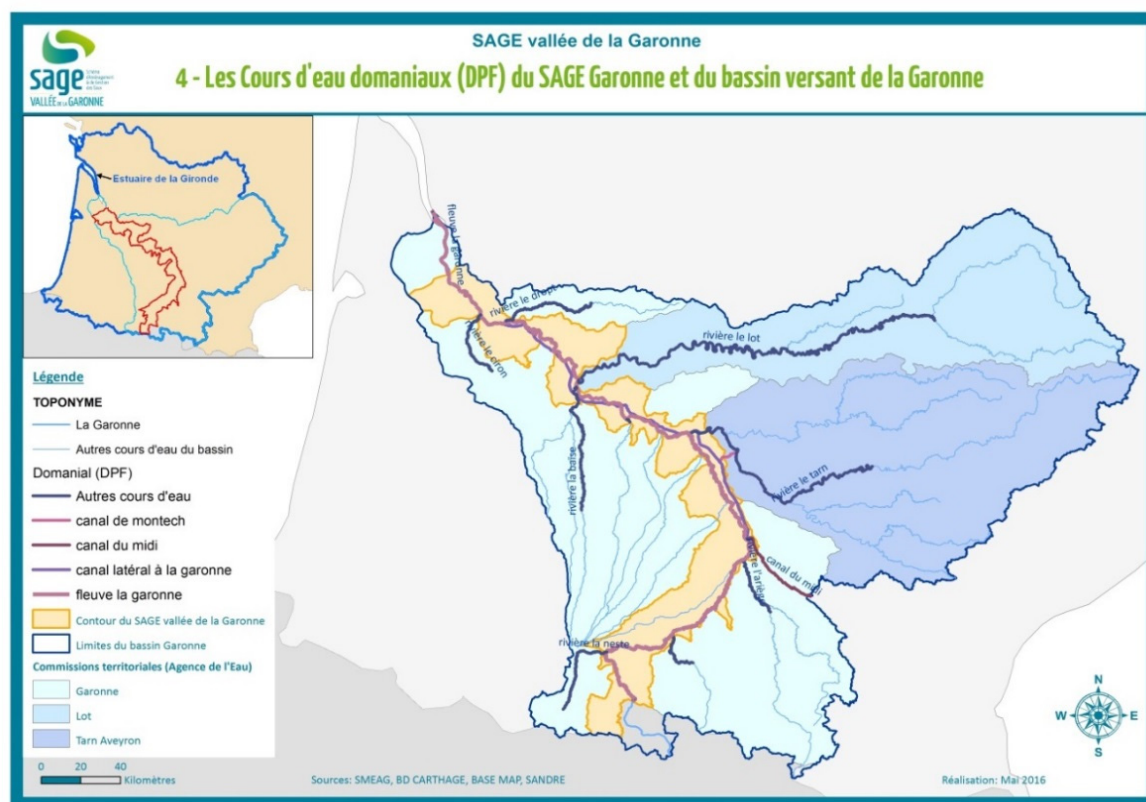 SAGE vallée de la Garonne
4 - Les Cours d'eau domaniaux (DPF) du SAGE Garonne et du bassin versant de la Garonne
sage
VALLÉE DE LA GARONNE
Estuaire de la Gironde
fleuve la garonne
rivière le dropt
rivière le ciron
rivière le lot
rivière la baïse
rivière le tarn
rivière l'ariège
canal du midi
rivière la neste
Légende
TOPONYME
La Garonne
Autres cours d'eau du bassin
Domanial (DPF)
Autres cours d'eau
canal de montech
canal du midi
canal latéral à la garonne
fleuve la garonne
Contour du SAGE vallée de la Garonne
Limites du bassin Garonne
Commissions territoriales (Agence de l'Eau)
Garonne
Lot
Tarn Aveyron
0 20 40
Kilomètres
N
W E
S
Sources: SMEAG, BD CARTHAGE, BASE MAP, SANDRE
Réalisation: Mai 2016